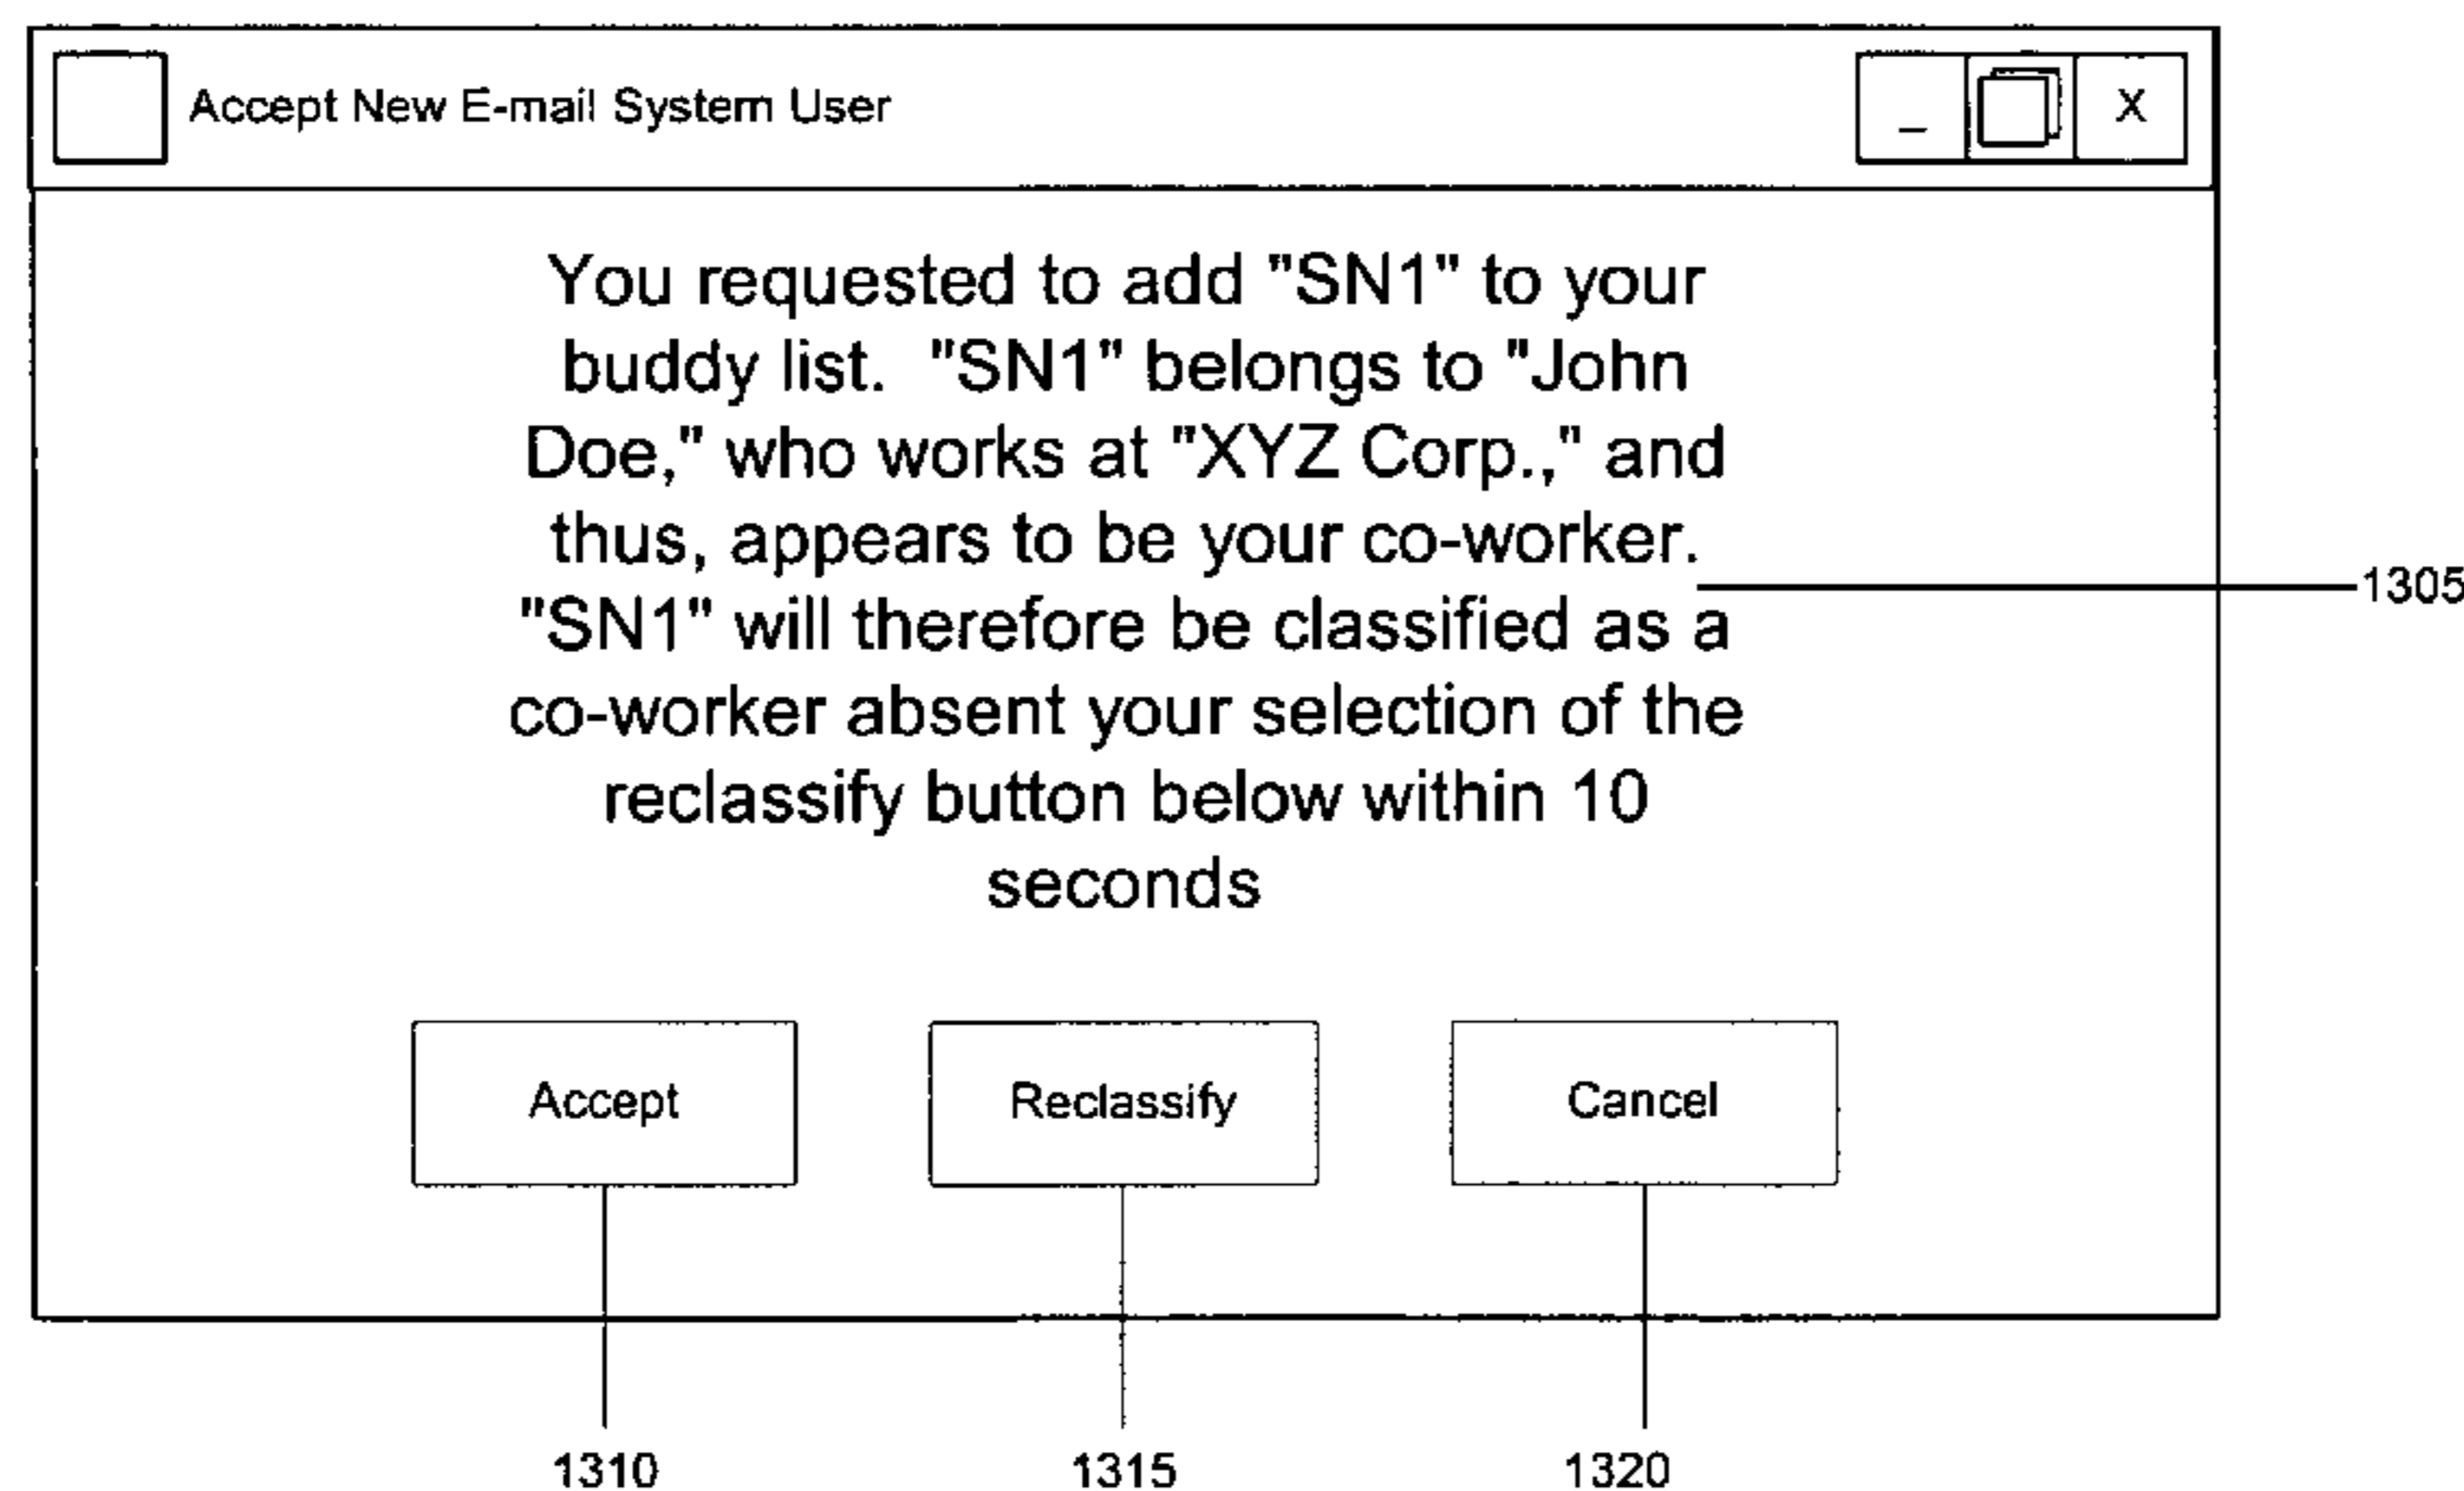 Accept New E-mail System User
_ X
You requested to add "SN1" to your
buddy list. "SN1" belongs to "John
Doe," who works at "XYZ Corp.," and
thus, appears to be your co-worker.
1305
"SN1" will therefore be classified as a
co-worker absent your selection of the
reclassify button below within 10
seconds
Accept Reclassify Cancel
1310 1315 1320